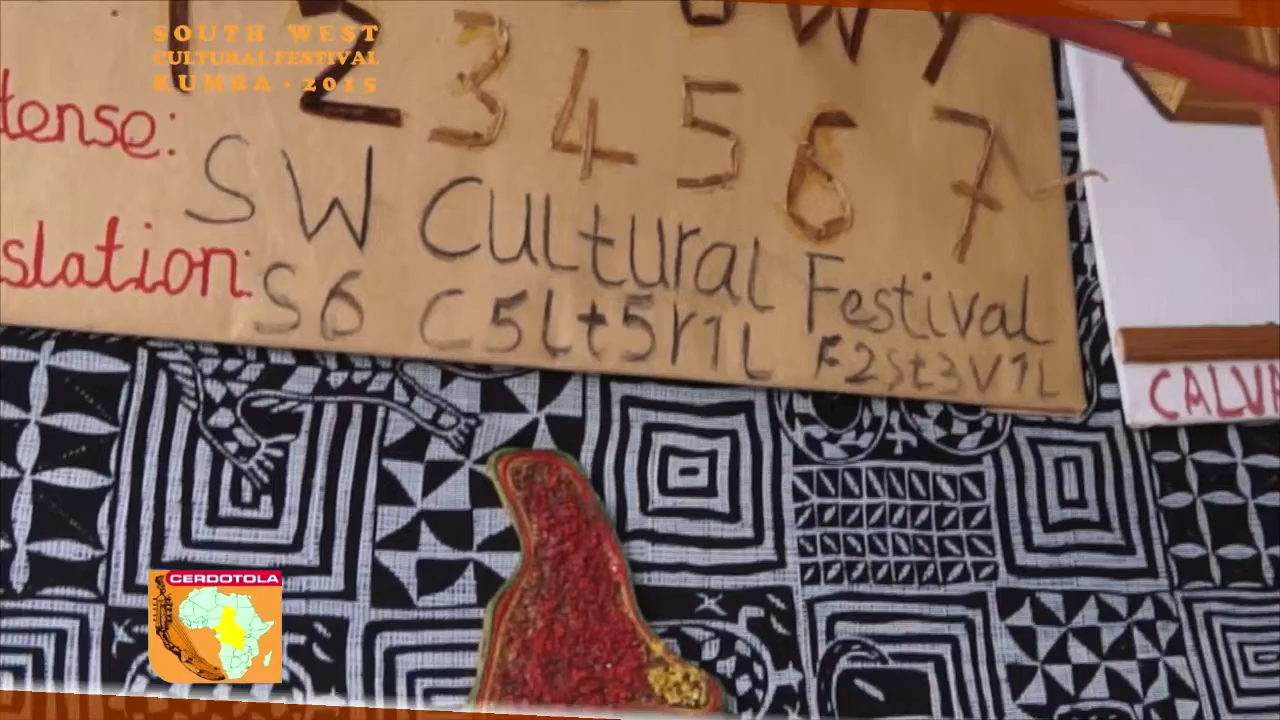 SOUTH WEST
CULTURAL FESTIVAL
KUMBA · 2015
W Y
1 2 3 4 5 6 7
tense:
SW Cultural Festival
slation:
S6 C5lt5r1l F2st3v1l
CALVA
CERDOTOLA